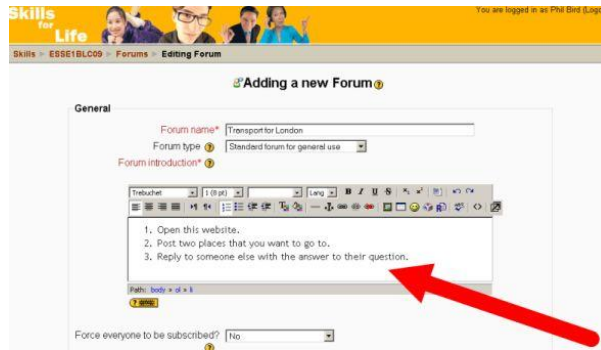 Skills
for
Life
You are logged in as Phil Bird (Logo
Skills ► ESSE1BLC09 ► Forums ► Editing Forum
Adding a new Forum
General
Forum name* Transport for London
Forum type Standard forum for general use
Forum introduction*
Trebuchet 1 (8 pt) Lang B I U S
1. Open this website.
2. Post two places that you want to go to.
3. Reply to someone else with the answer to their question.
Path: body » ol » li
Force everyone to be subscribed? No